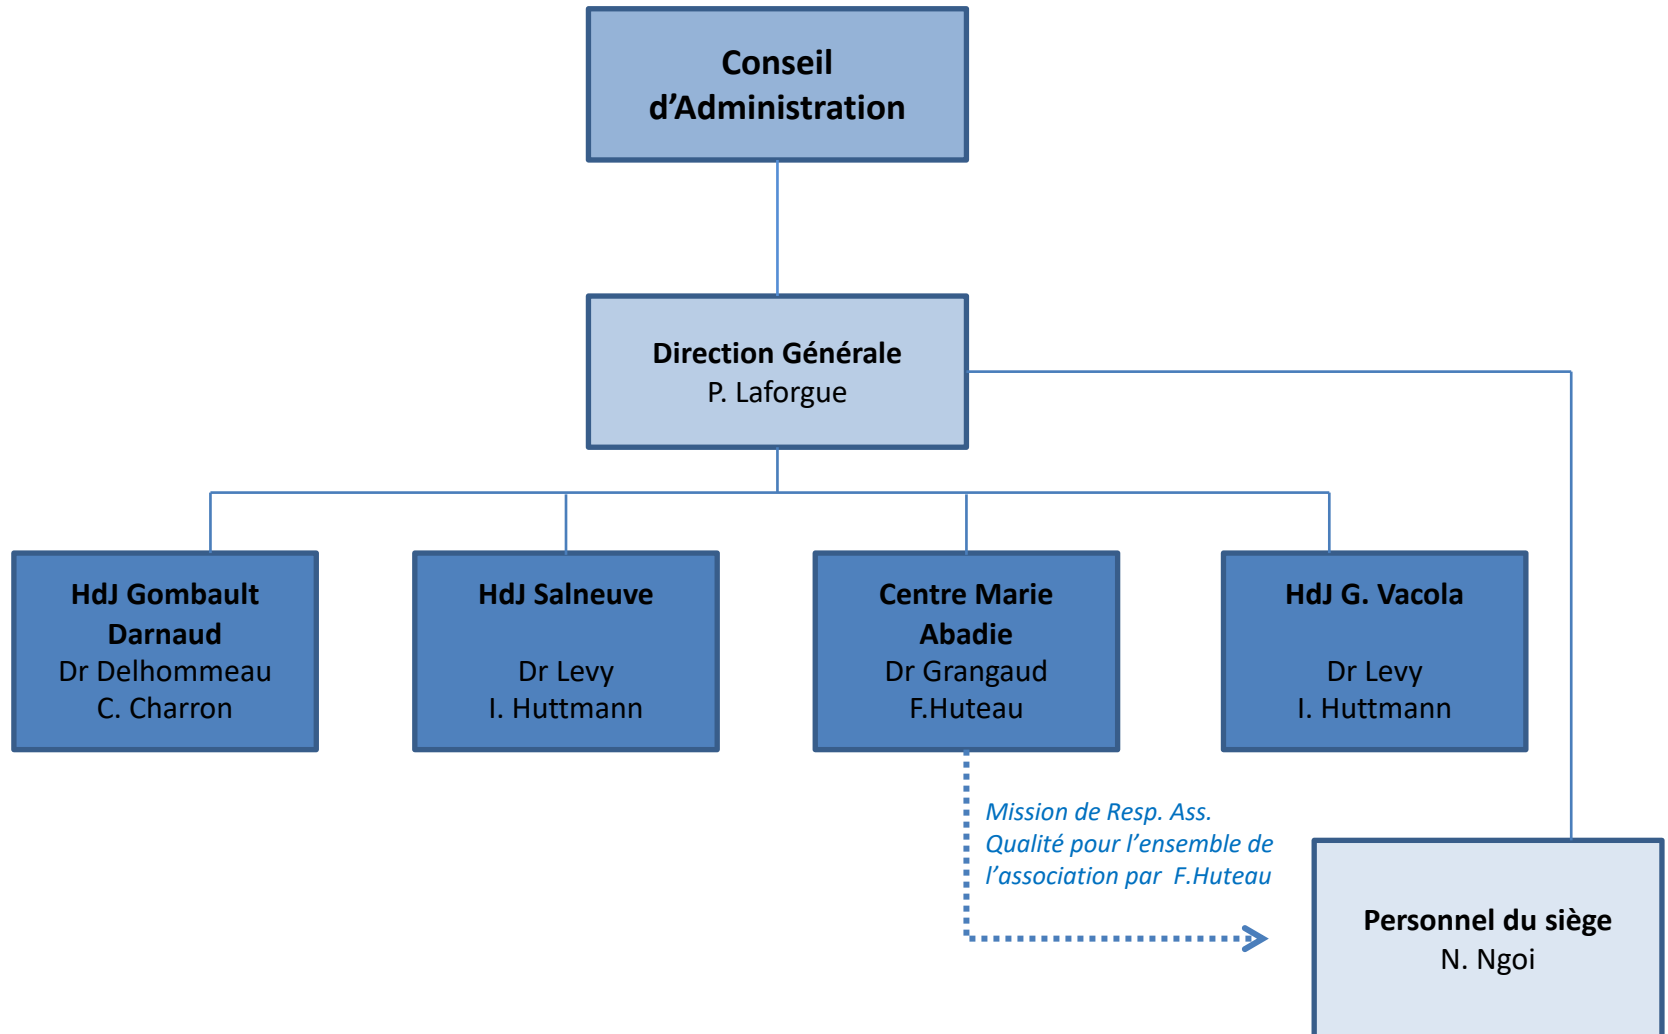 Conseil
d’Administration
Direction Générale
P. Laforgue
HdJ Gombault
Darnaud
Dr Delhommeau
C. Charron
HdJ Salneuve
Dr Levy
I. Huttmann
Centre Marie
Abadie
Dr Grangaud
F.Huteau
HdJ G. Vacola
Dr Levy
I. Huttmann
Mission de Resp. Ass.
Qualité pour l’ensemble de
l’association par  F.Huteau
Personnel du siège
N. Ngoi